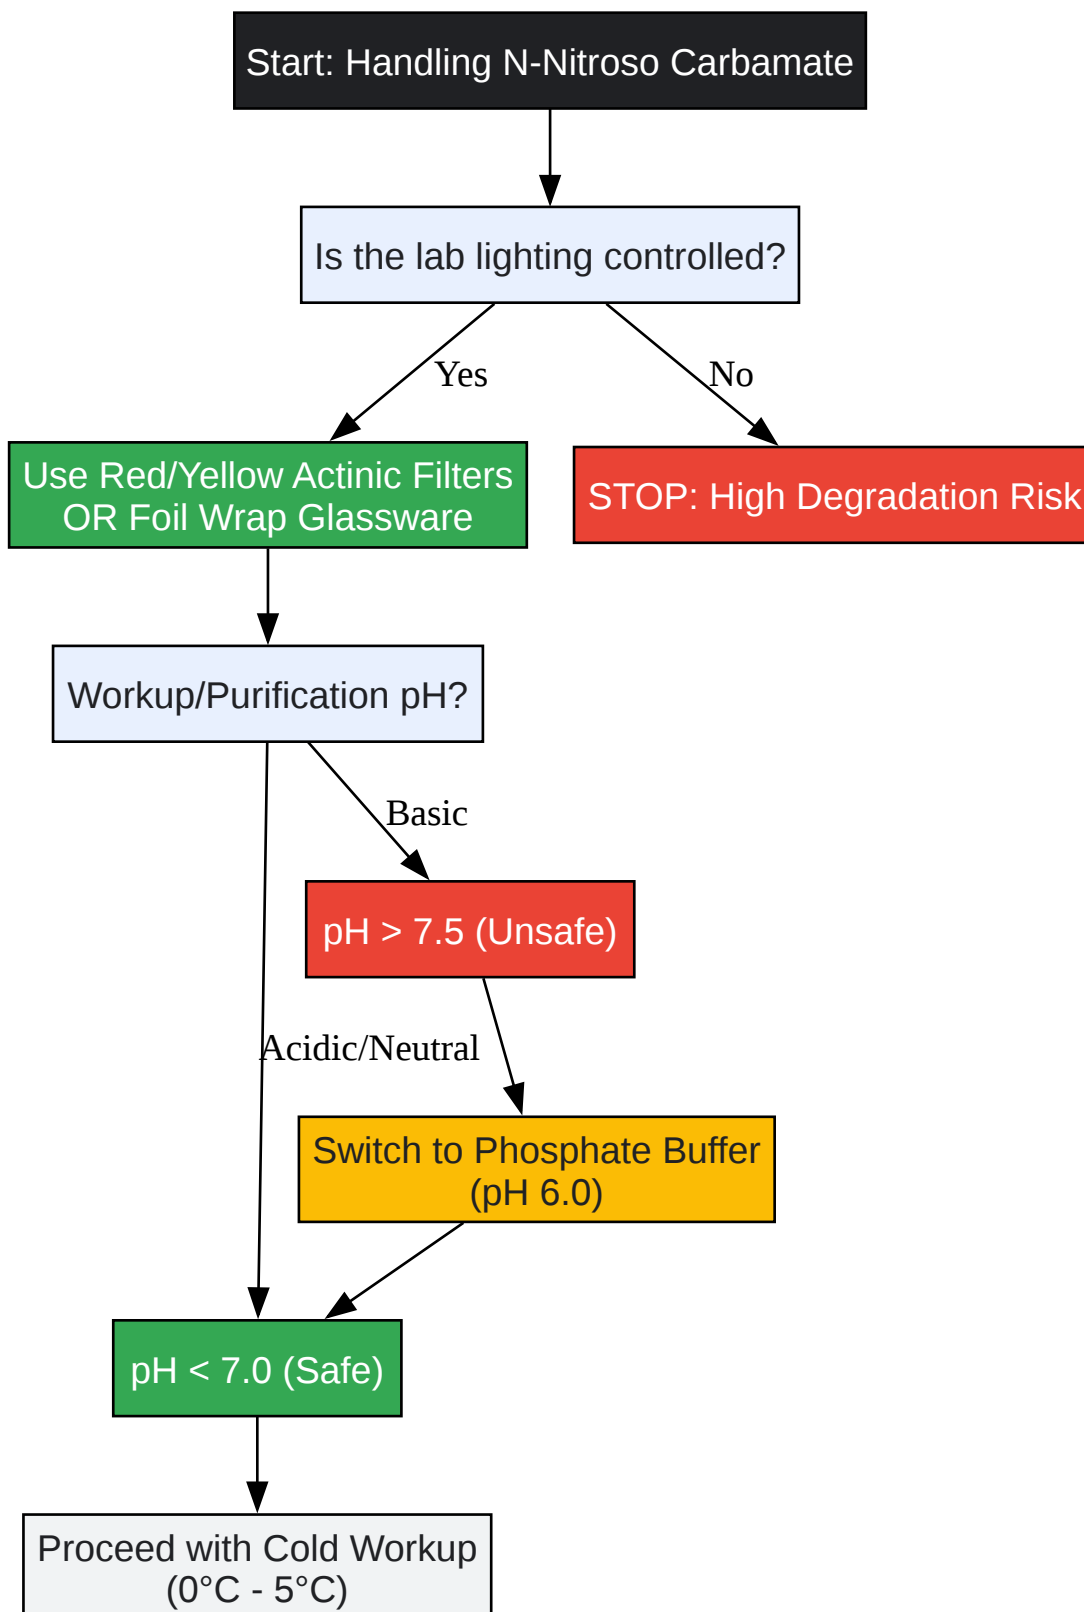 Start: Handling N-Nitroso Carbamate
Is the lab lighting controlled?
Yes
No
Use Red/Yellow Actinic Filters
OR Foil Wrap Glassware
STOP: High Degradation Risk
Workup/Purification pH?
Basic
pH > 7.5 (Unsafe)
Acidic/Neutral
Switch to Phosphate Buffer
(pH 6.0)
pH < 7.0 (Safe)
Proceed with Cold Workup
(0°C - 5°C)